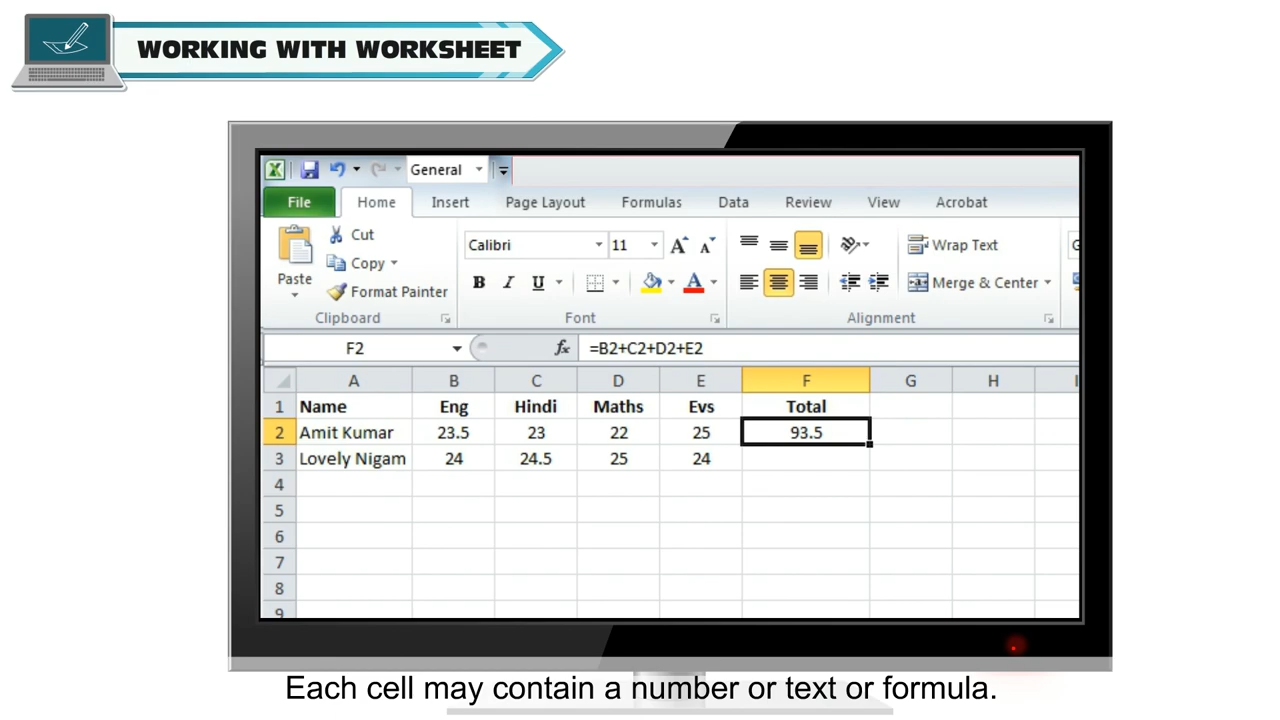 WORKING WITH WORKSHEET
General
File Home Insert Page Layout Formulas Data Review View Acrobat
Paste
Cut
Copy
Format Painter
Calibri 11 A A
B I U A
Wrap Text
Merge & Center
Clipboard Font Alignment
F2 fx =B2+C2+D2+E2
A B C D E F G H I
1 Name Eng Hindi Maths Evs Total
2 Amit Kumar 23.5 23 22 25 93.5
3 Lovely Nigam 24 24.5 25 24
4
5
6
7
8
9
Each cell may contain a number or text or formula.